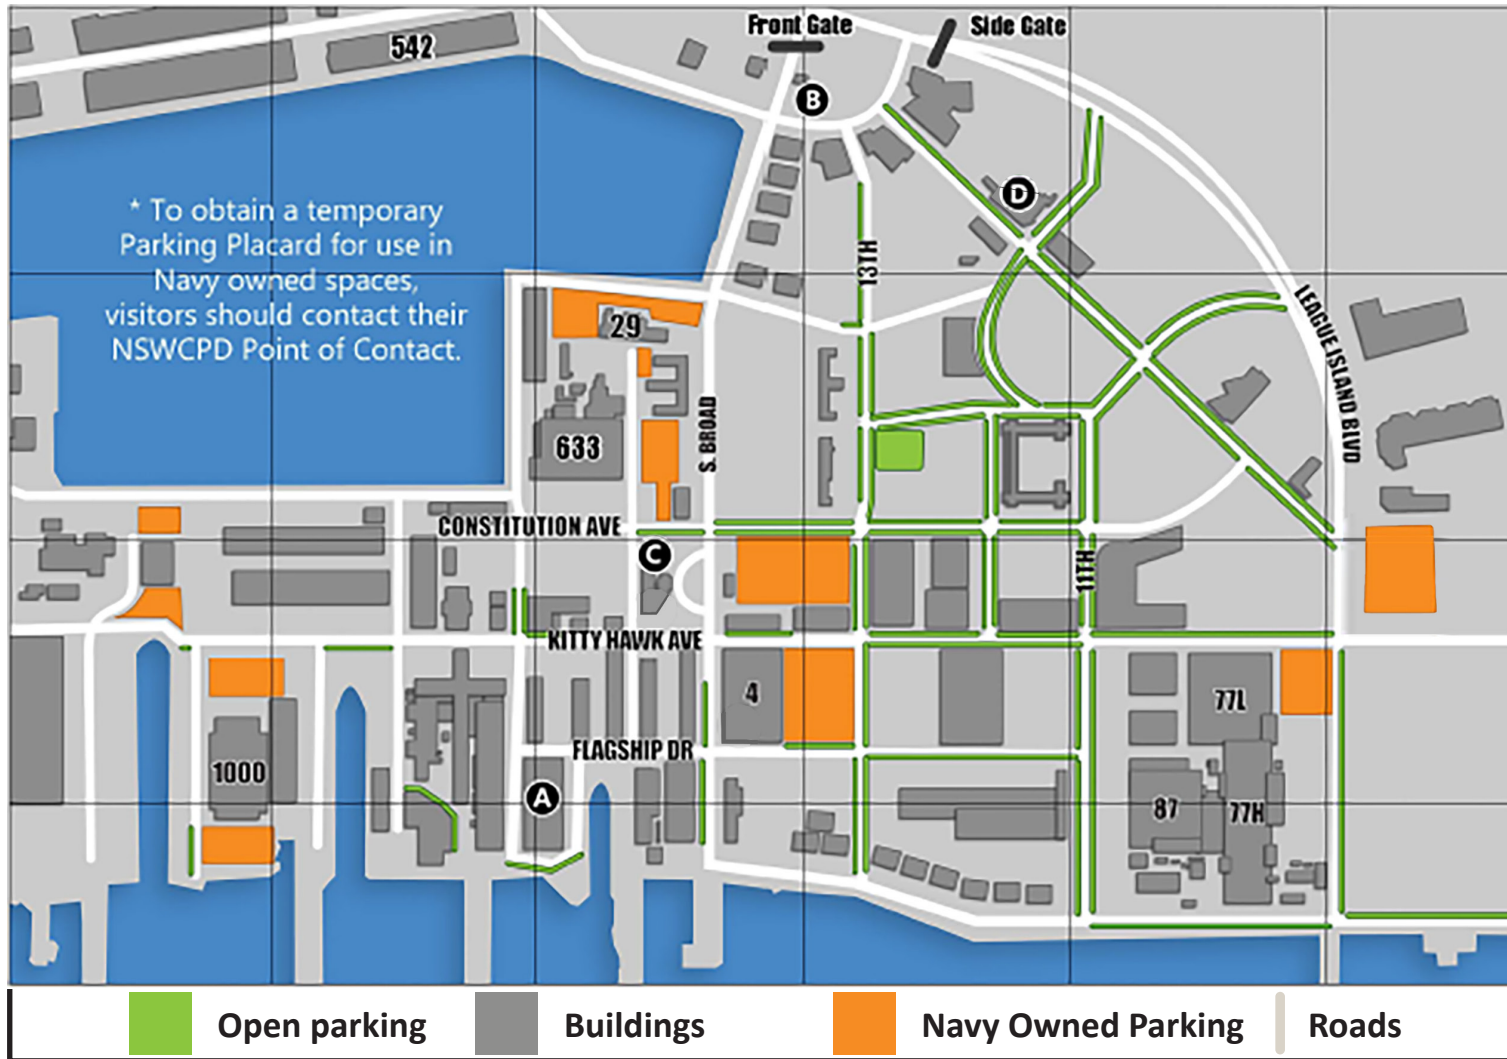 Front Gate
Side Gate
542
B
* To obtain a temporary
Parking Placard for use in
Navy owned spaces,
visitors should contact their
NSWCPD Point of Contact.
D
13TH
29
LEAGUE ISLAND BLVD
S. BROAD
633
CONSTITUTION AVE
C
11TH
KITTY HAWK AVE
4
77L
FLAGSHIP DR
1000
A
87
77H
Open parking
Buildings
Navy Owned Parking
Roads